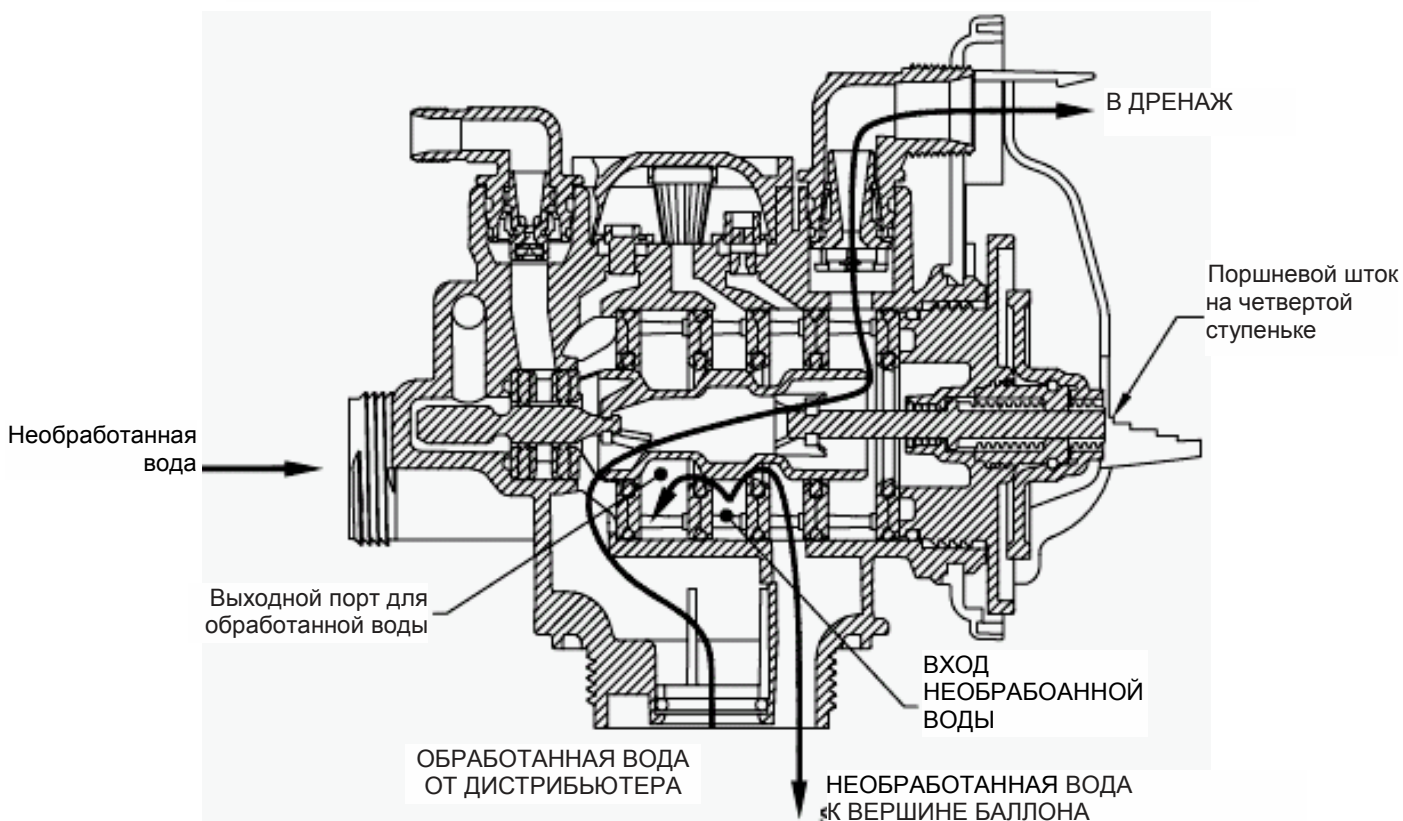 В ДРЕНАЖ
Поршневой шток
на четвертой
ступеньке
Необработанная
вода
Выходной порт для
обработанной воды
ВХОД
НЕОБРАБОАННОЙ
ВОДЫ
ОБРАБОТАННАЯ ВОДА
ОТ ДИСТРИБЬЮТЕРА
НЕОБРАБОТАННАЯ ВОДА
К ВЕРШИНЕ БАЛЛОНА